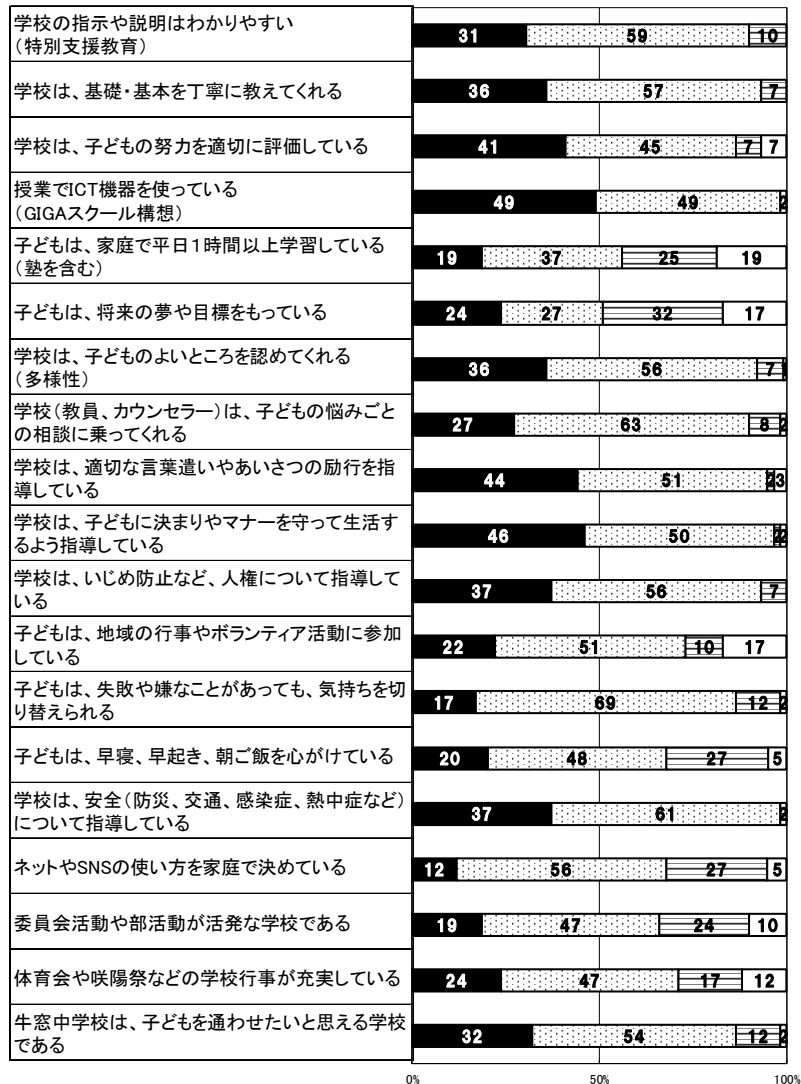 学校の指示や説明はわかりやすい
（特別支援教育）
31 59 10
学校は、基礎・基本を丁寧に教えてくれる
36 57 7
学校は、子どもの努力を適切に評価している
41 45 7 7
授業でICT機器を使っている
（GIGAスクール構想）
49 49 2
子どもは、家庭で平日１時間以上学習している
（塾を含む）
19 37 25 19
子どもは、将来の夢や目標をもっている
24 27 32 17
学校は、子どものよいところを認めてくれる
（多様性）
36 56 7
学校（教員、カウンセラー）は、子どもの悩みごと
の相談に乗ってくれる
27 63 8 2
学校は、適切な言葉遣いやあいさつの励行を指
導している
44 51 2 3
学校は、子どもに決まりやマナーを守って生活す
るよう指導している
46 50 2 2
学校は、いじめ防止など、人権について指導して
いる
37 56 7
子どもは、地域の行事やボランティア活動に参加
している
22 51 10 17
子どもは、失敗や嫌なことがあっても、気持ちを切
り替えられる
17 69 12 2
子どもは、早寝、早起き、朝ご飯を心がけている
20 48 27 5
学校は、安全（防災、交通、感染症、熱中症など）
について指導している
37 61 2
ネットやSNSの使い方を家庭で決めている
12 56 27 5
委員会活動や部活動が活発な学校である
19 47 24 10
体育会や咲陽祭などの学校行事が充実している
24 47 17 12
牛窓中学校は、子どもを通わせたいと思える学校
である
32 54 12 2
0% 50% 100%